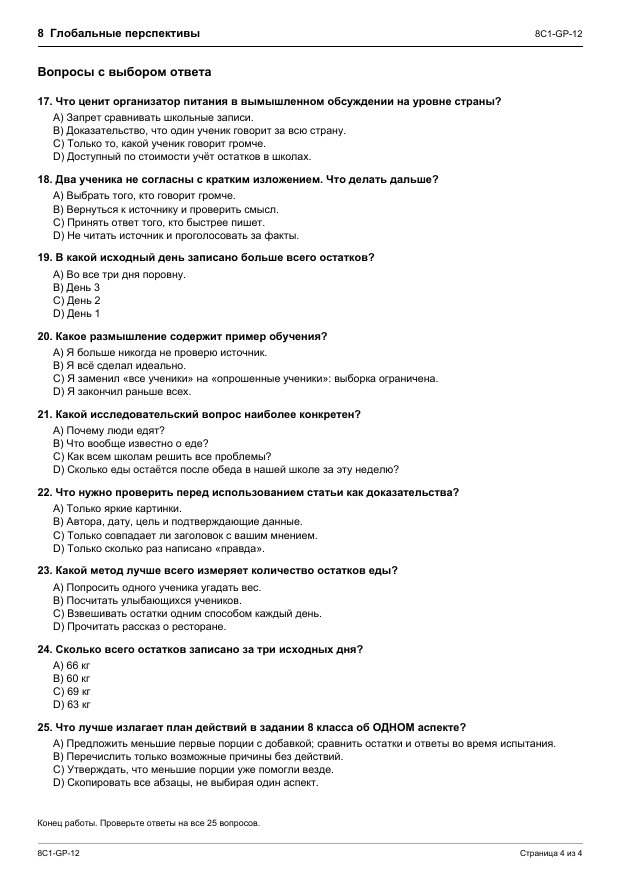 8 Глобальные перспективы
8C1-GP-12
Вопросы с выбором ответа
17. Что ценит организатор питания в вымышленном обсуждении на уровне страны?
A) Запрет сравнивать школьные записи.
B) Доказательство, что один ученик говорит за всю страну.
C) Только то, какой ученик говорит громче.
D) Доступный по стоимости учёт остатков в школах.
18. Два ученика не согласны с кратким изложением. Что делать дальше?
A) Выбрать того, кто говорит громче.
B) Вернуться к источнику и проверить смысл.
C) Принять ответ того, кто быстрее пишет.
D) Не читать источник и проголосовать за факты.
19. В какой исходный день записано больше всего остатков?
A) Во все три дня поровну.
B) День 3
C) День 2
D) День 1
20. Какое размышление содержит пример обучения?
A) Я больше никогда не проверю источник.
B) Я всё сделал идеально.
C) Я заменил «все ученики» на «опрошенные ученики»: выборка ограничена.
D) Я закончил раньше всех.
21. Какой исследовательский вопрос наиболее конкретен?
A) Почему люди едят?
B) Что вообще известно о еде?
C) Как всем школам решить все проблемы?
D) Сколько еды остаётся после обеда в нашей школе за эту неделю?
22. Что нужно проверить перед использованием статьи как доказательства?
A) Только яркие картинки.
B) Автора, дату, цель и подтверждающие данные.
C) Только совпадает ли заголовок с вашим мнением.
D) Только сколько раз написано «правда».
23. Какой метод лучше всего измеряет количество остатков еды?
A) Попросить одного ученика угадать вес.
B) Посчитать улыбающихся учеников.
C) Взвешивать остатки одним способом каждый день.
D) Прочитать рассказ о ресторане.
24. Сколько всего остатков записано за три исходных дня?
A) 66 кг
B) 60 кг
C) 69 кг
D) 63 кг
25. Что лучше излагает план действий в задании 8 класса об ОДНОМ аспекте?
A) Предложить меньшие первые порции с добавкой; сравнить остатки и ответы во время испытания.
B) Перечислить только возможные причины без действий.
C) Утверждать, что меньшие порции уже помогли везде.
D) Скопировать все абзацы, не выбирая один аспект.
Конец работы. Проверьте ответы на все 25 вопросов.
8C1-GP-12
Страница 4 из 4